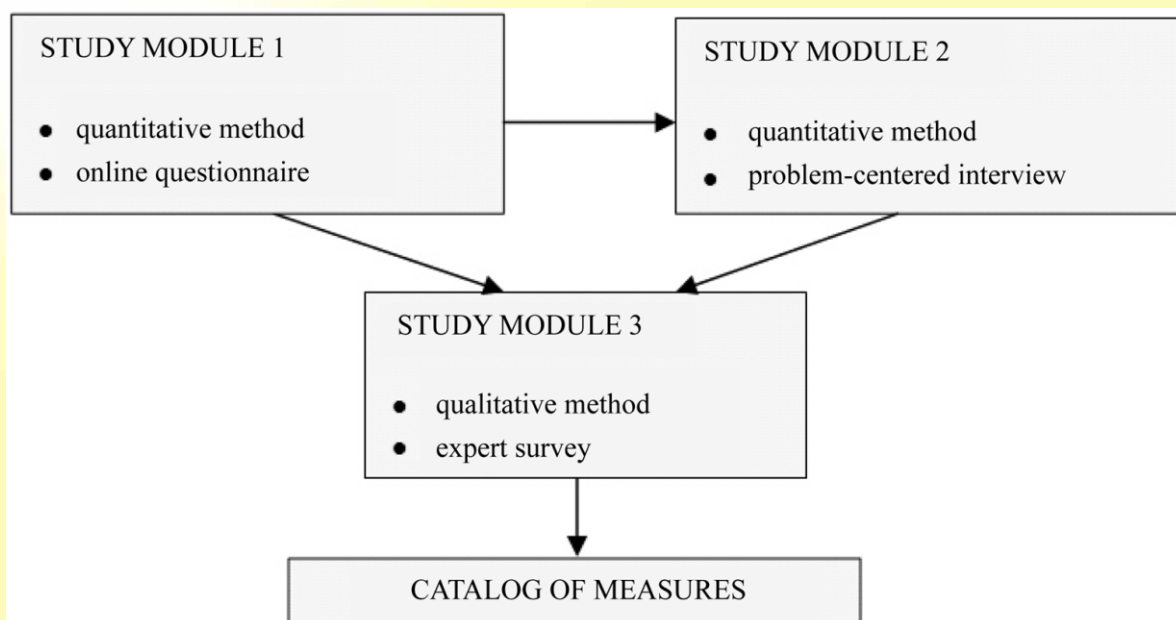 STUDY MODULE 1
● quantitative method
● online questionnaire
STUDY MODULE 2
● quantitative method
● problem-centered interview
STUDY MODULE 3
● qualitative method
● expert survey
CATALOG OF MEASURES